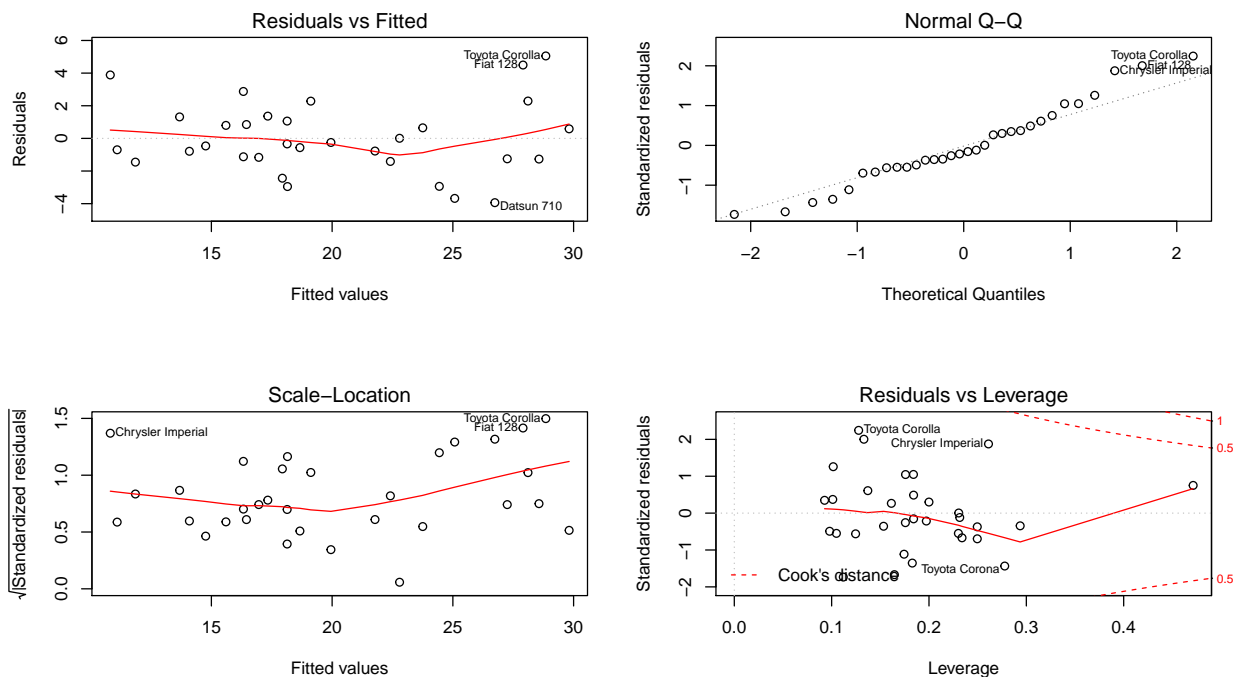 Residuals vs Fitted
Residuals
6
4
2
0
−4
Toyota Corolla
Fiat 128
Datsun 710
15 20 25 30
Fitted values
Normal Q−Q
Standardized residuals
2
1
0
−1
Toyota Corolla
Fiat 128
Chrysler Imperial
−2 −1 0 1 2
Theoretical Quantiles
Scale−Location
√|Standardized residuals|
1.5
1.0
0.5
0.0
Toyota Corolla
Fiat 128
Chrysler Imperial
15 20 25 30
Fitted values
Residuals vs Leverage
Standardized residuals
2
1
0
−1
−2
Toyota Corolla
Chrysler Imperial
Toyota Corona
Cook's distance
1
0.5
0.5
0.0 0.1 0.2 0.3 0.4
Leverage